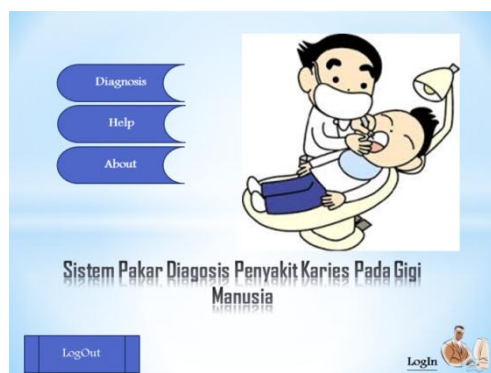 Diagnosis
Help
About
Sistem Pakar Diagosis Penyakit Karies Pada Gigi
Manusia
LogOut
LogIn